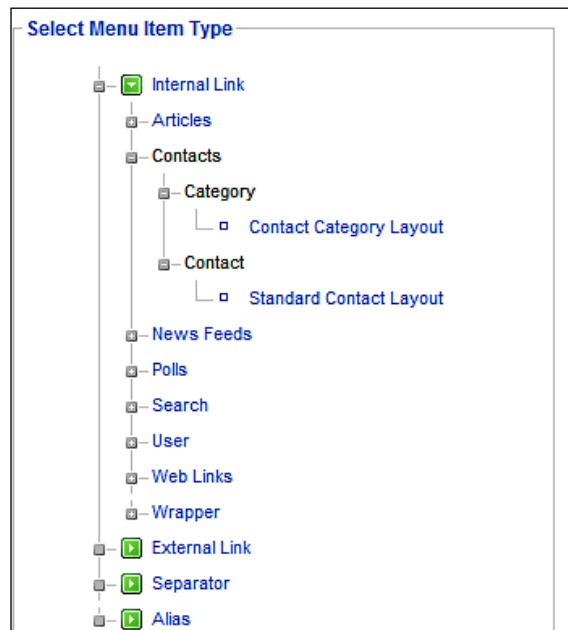 Select Menu Item Type
Internal Link
Articles
Contacts
Category
Contact Category Layout
Contact
Standard Contact Layout
News Feeds
Polls
Search
User
Web Links
Wrapper
External Link
Separator
Alias